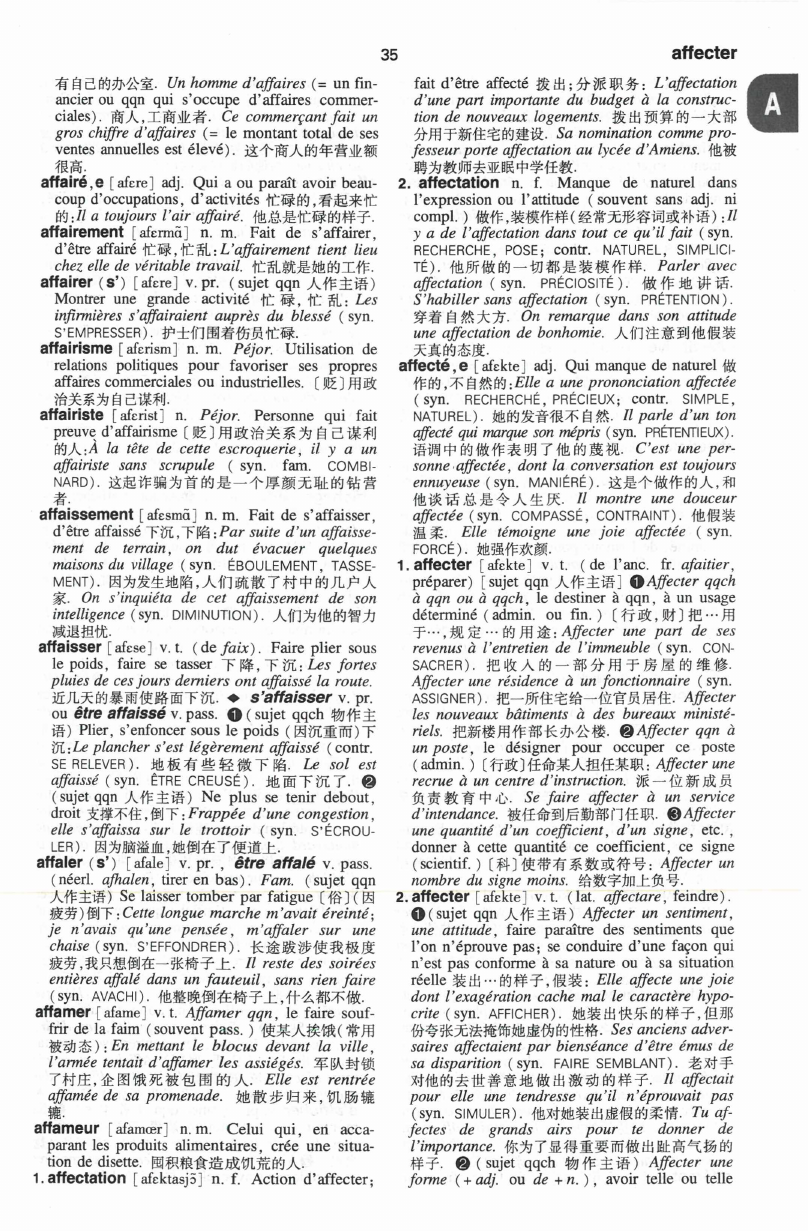 35
affecter
A
有自己的办公室. Un homme d'affaires (= un fin-
ancier ou qqn qui s'occupe d'affaires commer-
ciales). 商人,工商业者. Ce commerçant fait un
gros chiffre d'affaires (= le montant total de ses
ventes annuelles est élevé). 这个商人的年营业额
很高.
affairé,e [afɛre] adj. Qui a ou paraît avoir beau-
coup d'occupations, d'activités 忙碌的,看起来忙
的:Il a toujours l'air affairé. 他总是忙碌的样子.
affairement [afɛrmã] n. m. Fait de s'affairer,
d'être affairé 忙碌,忙乱:L'affairement tient lieu
chez elle de véritable travail. 忙乱就是她的工作.
affairer (s') [afɛre] v. pr. (sujet qqn 人作主语)
Montrer une grande activité 忙碌,忙乱: Les
infirmières s'affairaient auprès du blessé (syn.
S'EMPRESSER). 护士们围着伤员忙碌.
affairisme [afɛrism] n. m. Péjor. Utilisation de
relations politiques pour favoriser ses propres
affaires commerciales ou industrielles. [贬]用政
治关系为自己谋利.
affairiste [afɛrist] n. Péjor. Personne qui fait
preuve d'affairisme [贬]用政治关系为自己谋利
的人:À la tête de cette escroquerie, il y a un
affairiste sans scrupule (syn. fam. COMBI-
NARD). 这起诈骗为首的是一个厚颜无耻的钻营
者.
affaissement [afɛsmã] n. m. Fait de s'affaisser,
d'être affaissé 下沉,下陷:Par suite d'un affaisse-
ment de terrain, on dut évacuer quelques
maisons du village (syn. ÉBOULEMENT, TASSE-
MENT). 因为发生地陷,人们疏散了村中的几户人
家. On s'inquiéta de cet affaissement de son
intelligence (syn. DIMINUTION). 人们为他的智力
减退担忧.
affaisser [afɛse] v. t. (de faix). Faire plier sous
le poids, faire se tasser 下降,下沉: Les fortes
pluies de ces jours derniers ont affaissé la route.
近几天的暴雨使路面下沉. ◆ s'affaisser v. pr.
ou être affaissé v. pass. ❶ (sujet qqch 物作主
语) Plier, s'enfoncer sous le poids (因沉重而)下
沉:Le plancher s'est légèrement affaissé (contr.
SE RELEVER). 地板有些轻微下陷. Le sol est
affaissé (syn. ÊTRE CREUSÉ). 地面下沉了. ❷
(sujet qqn 人作主语) Ne plus se tenir debout,
droit 支撑不住,倒下:Frappée d'une congestion,
elle s'affaissa sur le trottoir (syn. S'ÉCROU-
LER). 因为脑溢血,她倒在了便道上.
affaler (s') [afale] v. pr. , être affalé v. pass.
(néerl. afhalen, tirer en bas). Fam. (sujet qqn
人作主语) Se laisser tomber par fatigue [俗](因
疲劳)倒下:Cette longue marche m'avait éreinté;
je n'avais qu'une pensée, m'affaler sur une
chaise (syn. S'EFFONDRER). 长途跋涉使我极度
疲劳,我只想倒在一张椅子上. Il reste des soirées
entières affalé dans un fauteuil, sans rien faire
(syn. AVACHI). 他整晚倒在椅子上,什么都不做.
affamer [afame] v. t. Affamer qqn, le faire souf-
frir de la faim (souvent pass.) 使某人挨饿(常用
被动态):En mettant le blocus devant la ville,
l'armée tentait d'affamer les assiégés. 军队封锁
了村庄,企图饿死被包围的人. Elle est rentrée
affamée de sa promenade. 她散步归来,饥肠辘
辘.
affameur [afamœr] n. m. Celui qui, en acca-
parant les produits alimentaires, crée une situa-
tion de disette. 囤积粮食造成饥荒的人.
1. affectation [afɛktasjɔ̃] n. f. Action d'affecter;
fait d'être affecté 拨出;分派职务: L'affectation
d'une part importante du budget à la construc-
tion de nouveaux logements. 拨出预算的一大部
分用于新住宅的建设. Sa nomination comme pro-
fesseur porte affectation au lycée d'Amiens. 他被
聘为教师去亚眠中学任教.
2. affectation n. f. Manque de naturel dans
l'expression ou l'attitude (souvent sans adj. ni
compl.) 做作,装模作样(经常无形容词或补语):Il
y a de l'affectation dans tout ce qu'il fait (syn.
RECHERCHE, POSE; contr. NATUREL, SIMPLICI-
TÉ). 他所做的一切都是装模作样. Parler avec
affectation (syn. PRÉCIOSITÉ). 做作地讲话.
S'habiller sans affectation (syn. PRÉTENTION).
穿着自然大方. On remarque dans son attitude
une affectation de bonhomie. 人们注意到他假装
天真的态度.
affecté,e [afɛkte] adj. Qui manque de naturel 做
作的,不自然的:Elle a une prononciation affectée
(syn. RECHERCHÉ, PRÉCIEUX; contr. SIMPLE,
NATUREL). 她的发音很不自然. Il parle d'un ton
affecté qui marque son mépris (syn. PRÉTENTIEUX).
语调中的做作表明了他的蔑视. C'est une per-
sonne affectée, dont la conversation est toujours
ennuyeuse (syn. MANIÉRÉ). 这是个做作的人,和
他谈话总是令人生厌. Il montre une douceur
affectée (syn. COMPASSÉ, CONTRAINT). 他假装
温柔. Elle témoigne une joie affectée (syn.
FORCÉ). 她强作欢颜.
1. affecter [afɛkte] v. t. (de l'anc. fr. afaitier,
préparer) [sujet qqn 人作主语] ❶ Affecter qqch
à qqn ou à qqch, le destiner à qqn, à un usage
déterminé (admin. ou fin.) [行政,财]把…用
于…,规定…的用途:Affecter une part de ses
revenus à l'entretien de l'immeuble (syn. CON-
SACRER). 把收入的一部分用于房屋的维修.
Affecter une résidence à un fonctionnaire (syn.
ASSIGNER). 把一所住宅给一位官员居住. Affecter
les nouveaux bâtiments à des bureaux ministé-
riels. 把新楼用作部长办公楼. ❷ Affecter qqn à
un poste, le désigner pour occuper ce poste
(admin.) [行政]任命某人担任某职: Affecter une
recrue à un centre d'instruction. 派一位新成员
负责教育中心. Se faire affecter à un service
d'intendance. 被任命到后勤部门任职. ❸ Affecter
une quantité d'un coefficient, d'un signe, etc. ,
donner à cette quantité ce coefficient, ce signe
(scientif.) [科]使带有系数或符号: Affecter un
nombre du signe moins. 给数字加上负号.
2. affecter [afɛkte] v. t. (lat. affectare, feindre).
❶ (sujet qqn 人作主语) Affecter un sentiment,
une attitude, faire paraître des sentiments que
l'on n'éprouve pas; se conduire d'une façon qui
n'est pas conforme à sa nature ou à sa situation
réelle 装出…的样子,假装: Elle affecte une joie
dont l'exagération cache mal le caractère hypo-
crite (syn. AFFICHER). 她装出快乐的样子,但那
份夸张无法掩饰她虚伪的性格. Ses anciens adver-
saires affectaient par bienséance d'être émus de
sa disparition (syn. FAIRE SEMBLANT). 老对手
对他的去世善意地做出激动的样子. Il affectait
pour elle une tendresse qu'il n'éprouvait pas
(syn. SIMULER). 他对她装出虚假的柔情. Tu af-
fectes de grands airs pour te donner de
l'importance. 你为了显得重要而做出趾高气扬的
样子. ❷ (sujet qqch 物作主语) Affecter une
forme (+ adj. ou de + n.), avoir telle ou telle